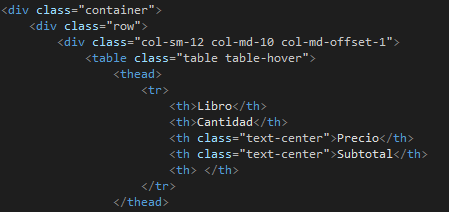 <div class="container">
<div class="row">
<div class="col-sm-12 col-md-10 col-md-offset-1">
<table class="table table-hover">
<thead>
<tr>
<th>Libro</th>
<th>Cantidad</th>
<th class="text-center">Precio</th>
<th class="text-center">Subtotal</th>
<th> </th>
</tr>
</thead>